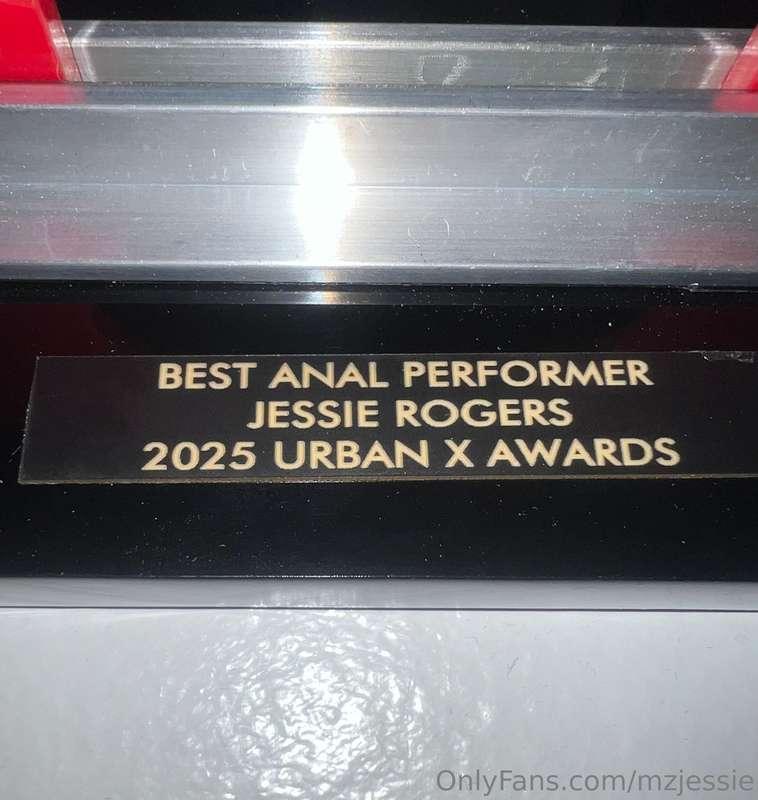 BEST ANAL PERFORMER
JESSIE ROGERS
2025 URBAN X AWARDS
OnlyFans.com/mzjessie